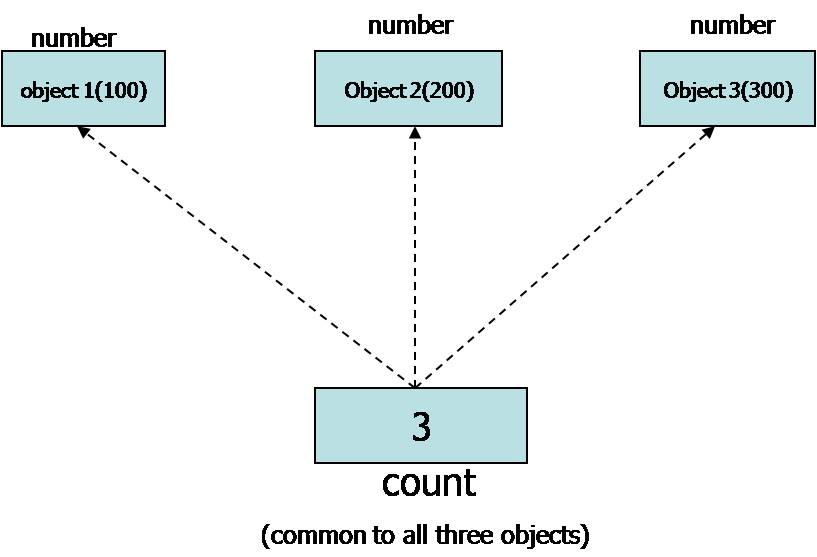 number
number
number
object 1(100)
Object 2(200)
Object 3(300)
3
count
(common to all three objects)